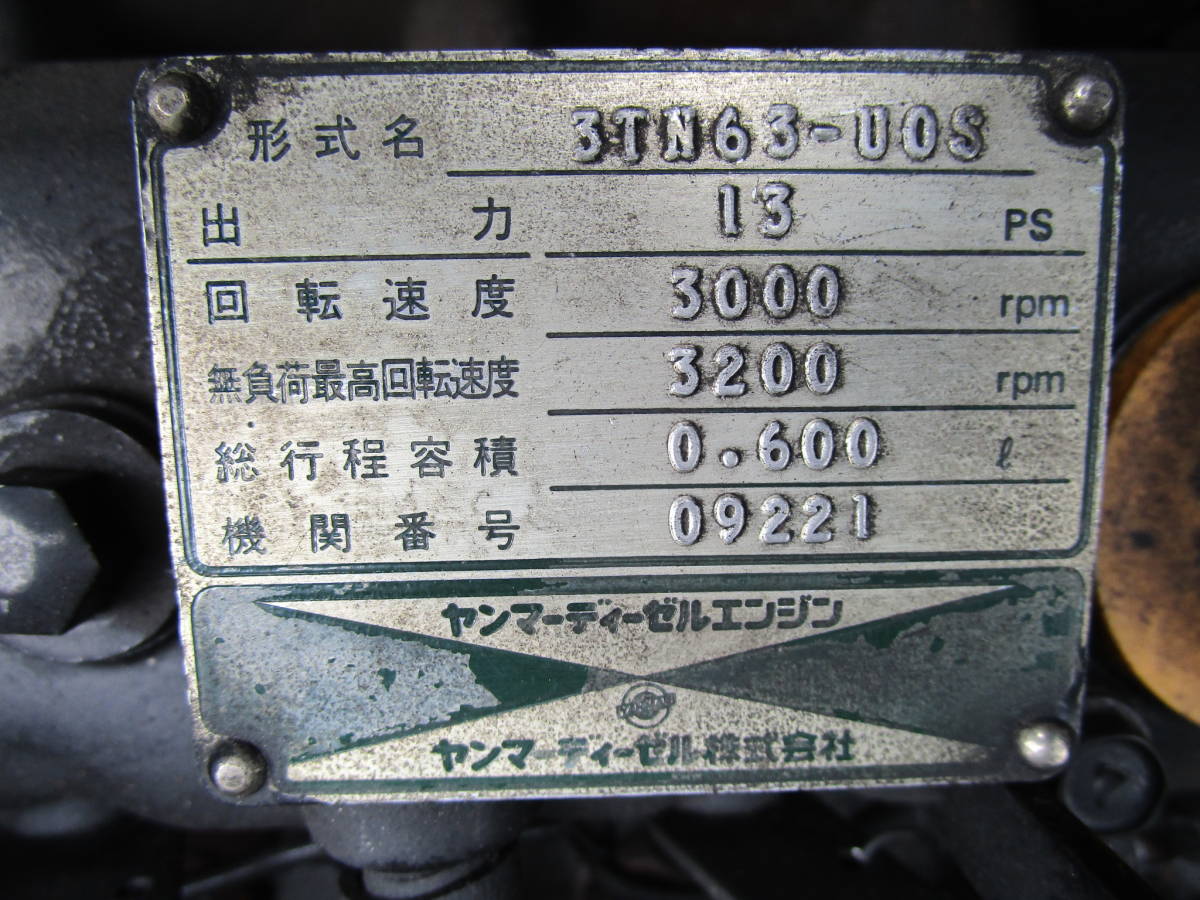 形式名 3TN63-UOS
出力 13 PS
回転速度 3000 rpm
無負荷最高回転速度 3200 rpm
総行程容積 0.600 ℓ
機関番号 09221
ヤンマーディーゼルエンジン
ヤンマーディーゼル株式会社